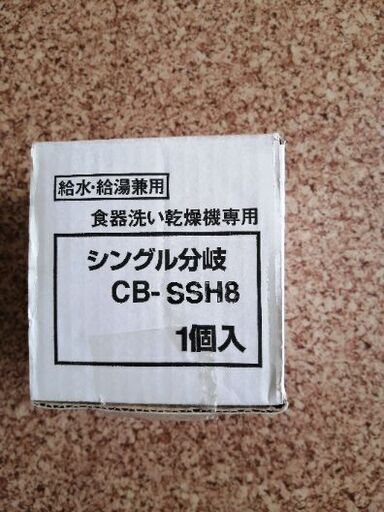 給水・給湯兼用
食器洗い乾燥機専用
シングル分岐
CB-SSH8
1個入